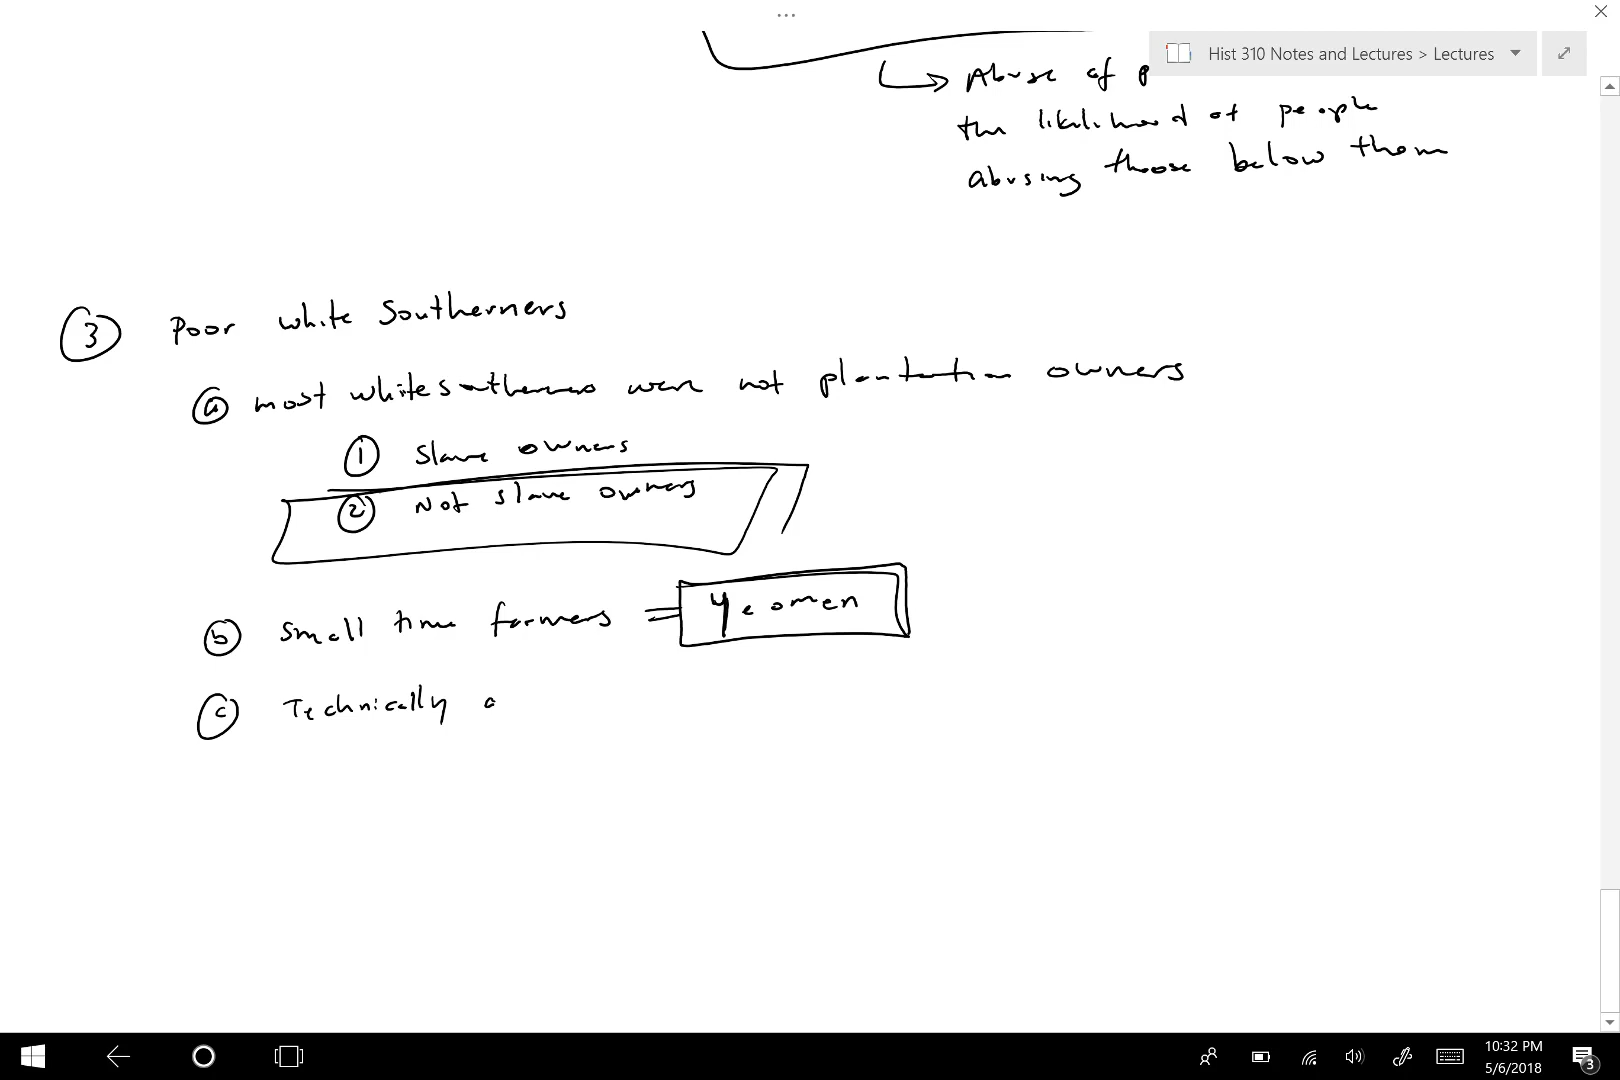 ...
Hist 310 Notes and Lectures > Lectures
Abuse of
the likelihood of people
abusing those below them
3 Poor white Southerners
a most white southerners were not plantation owners
1 Slave owners
2 Not slave owners
b Small time farmers = Yeomen
c Technically a
10:32 PM
5/6/2018
3